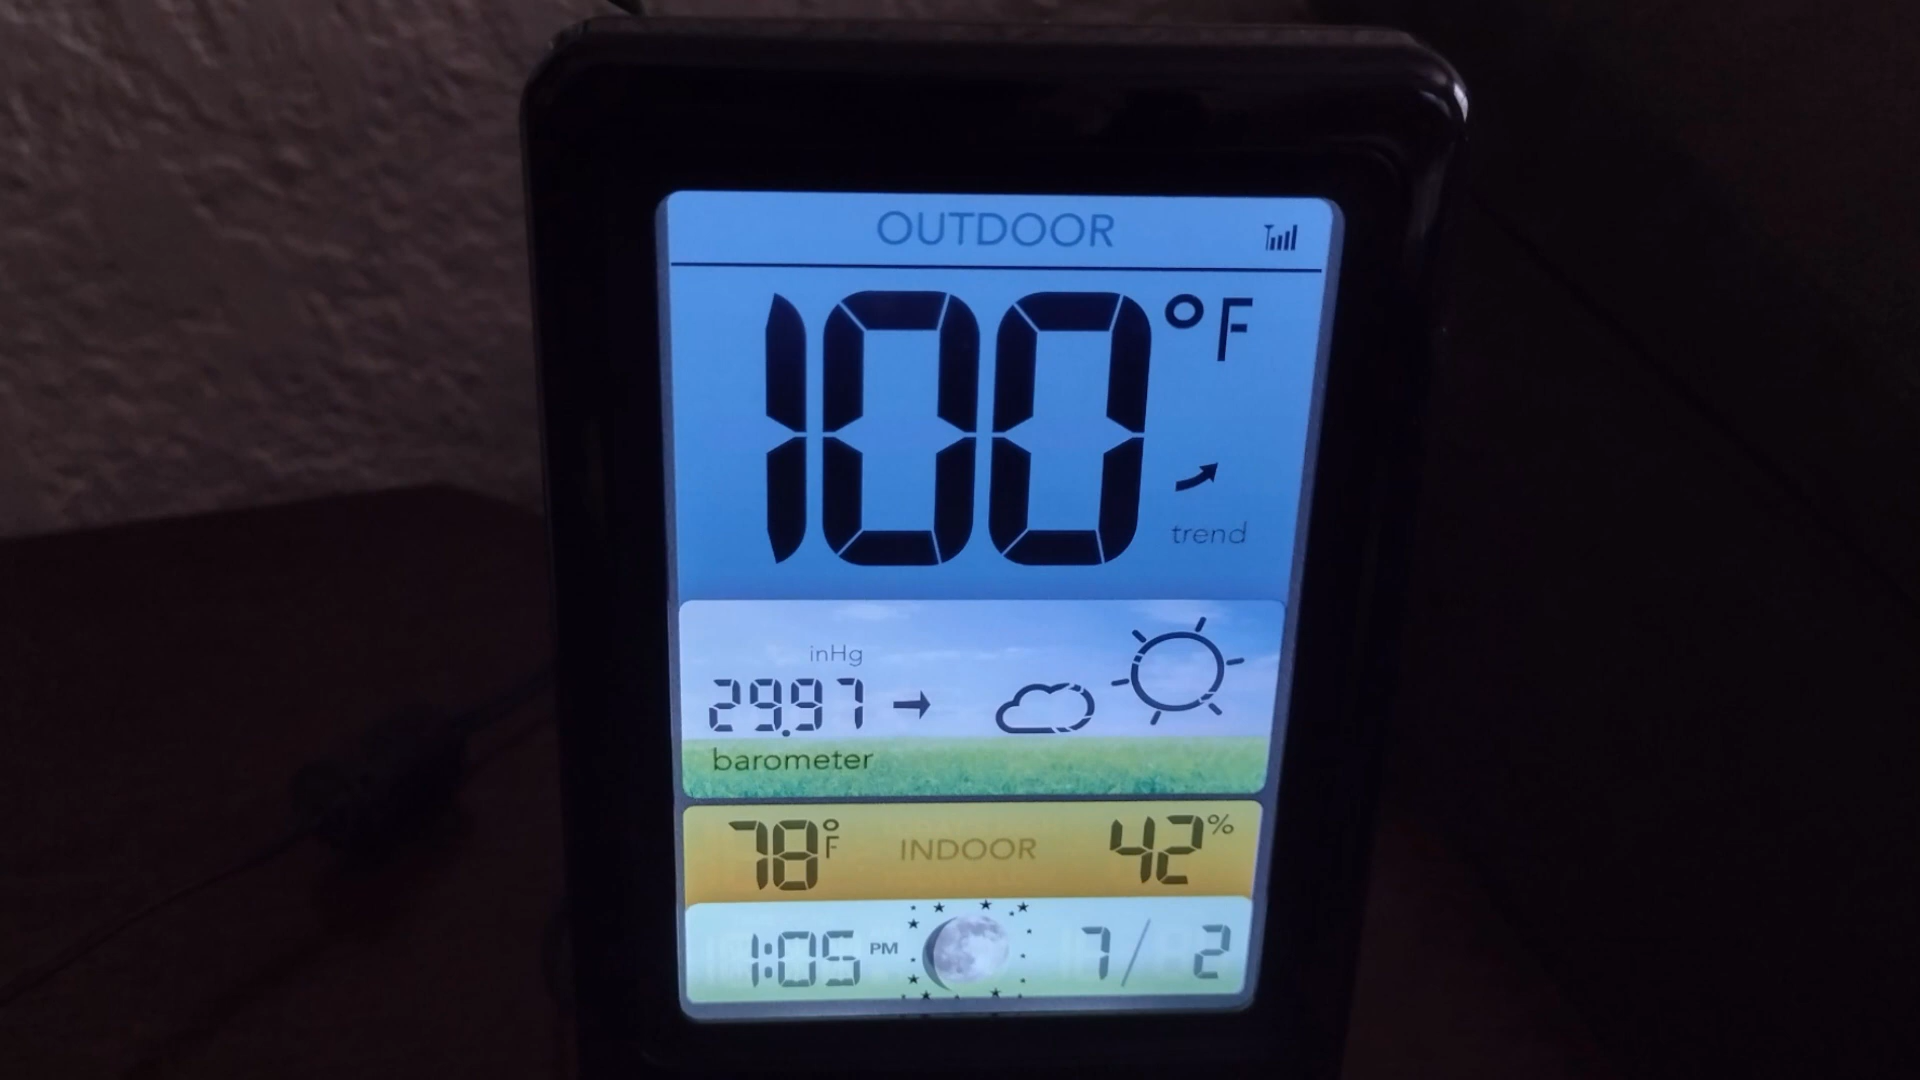 OUTDOOR
100°F
trend
inHg
29.97
barometer
78°F INDOOR 42%
1:05 PM 7/2